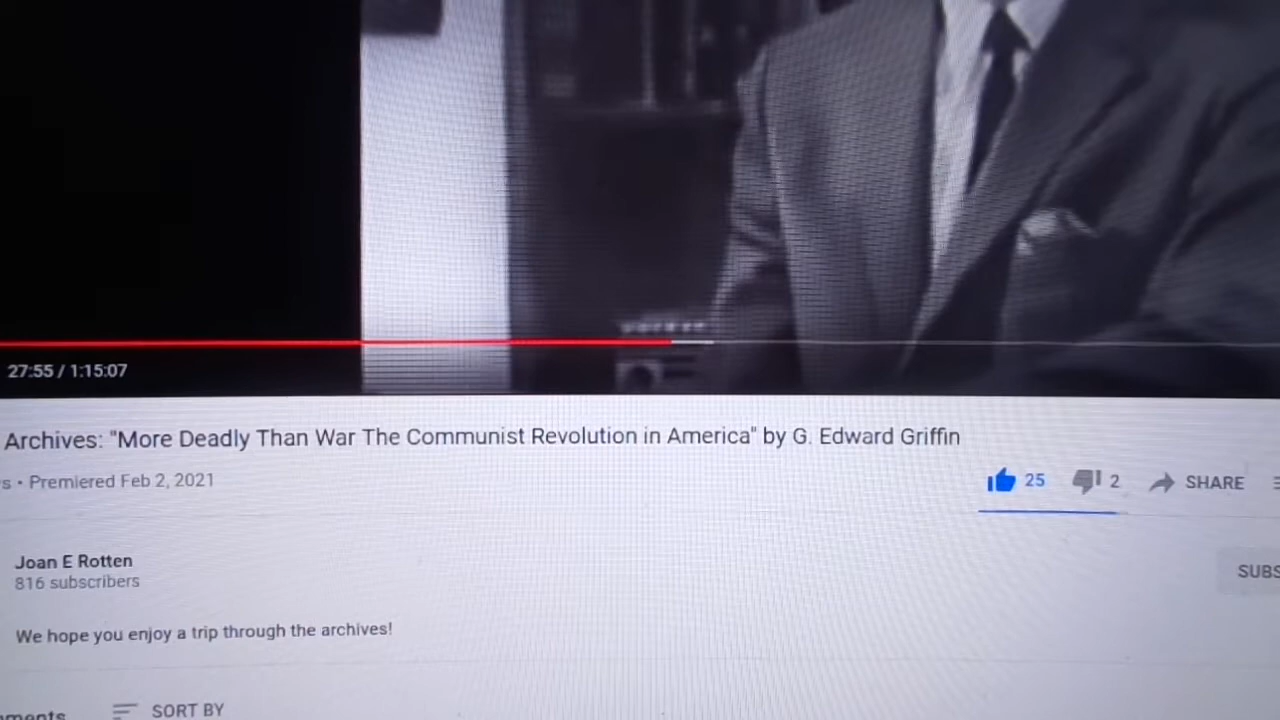 27:55 / 1:15:07
Archives: "More Deadly Than War The Communist Revolution in America" by G. Edward Griffin
s • Premiered Feb 2, 2021
25
2
SHARE
Joan E Rotten
816 subscribers
SUBS
We hope you enjoy a trip through the archives!
ments
SORT BY